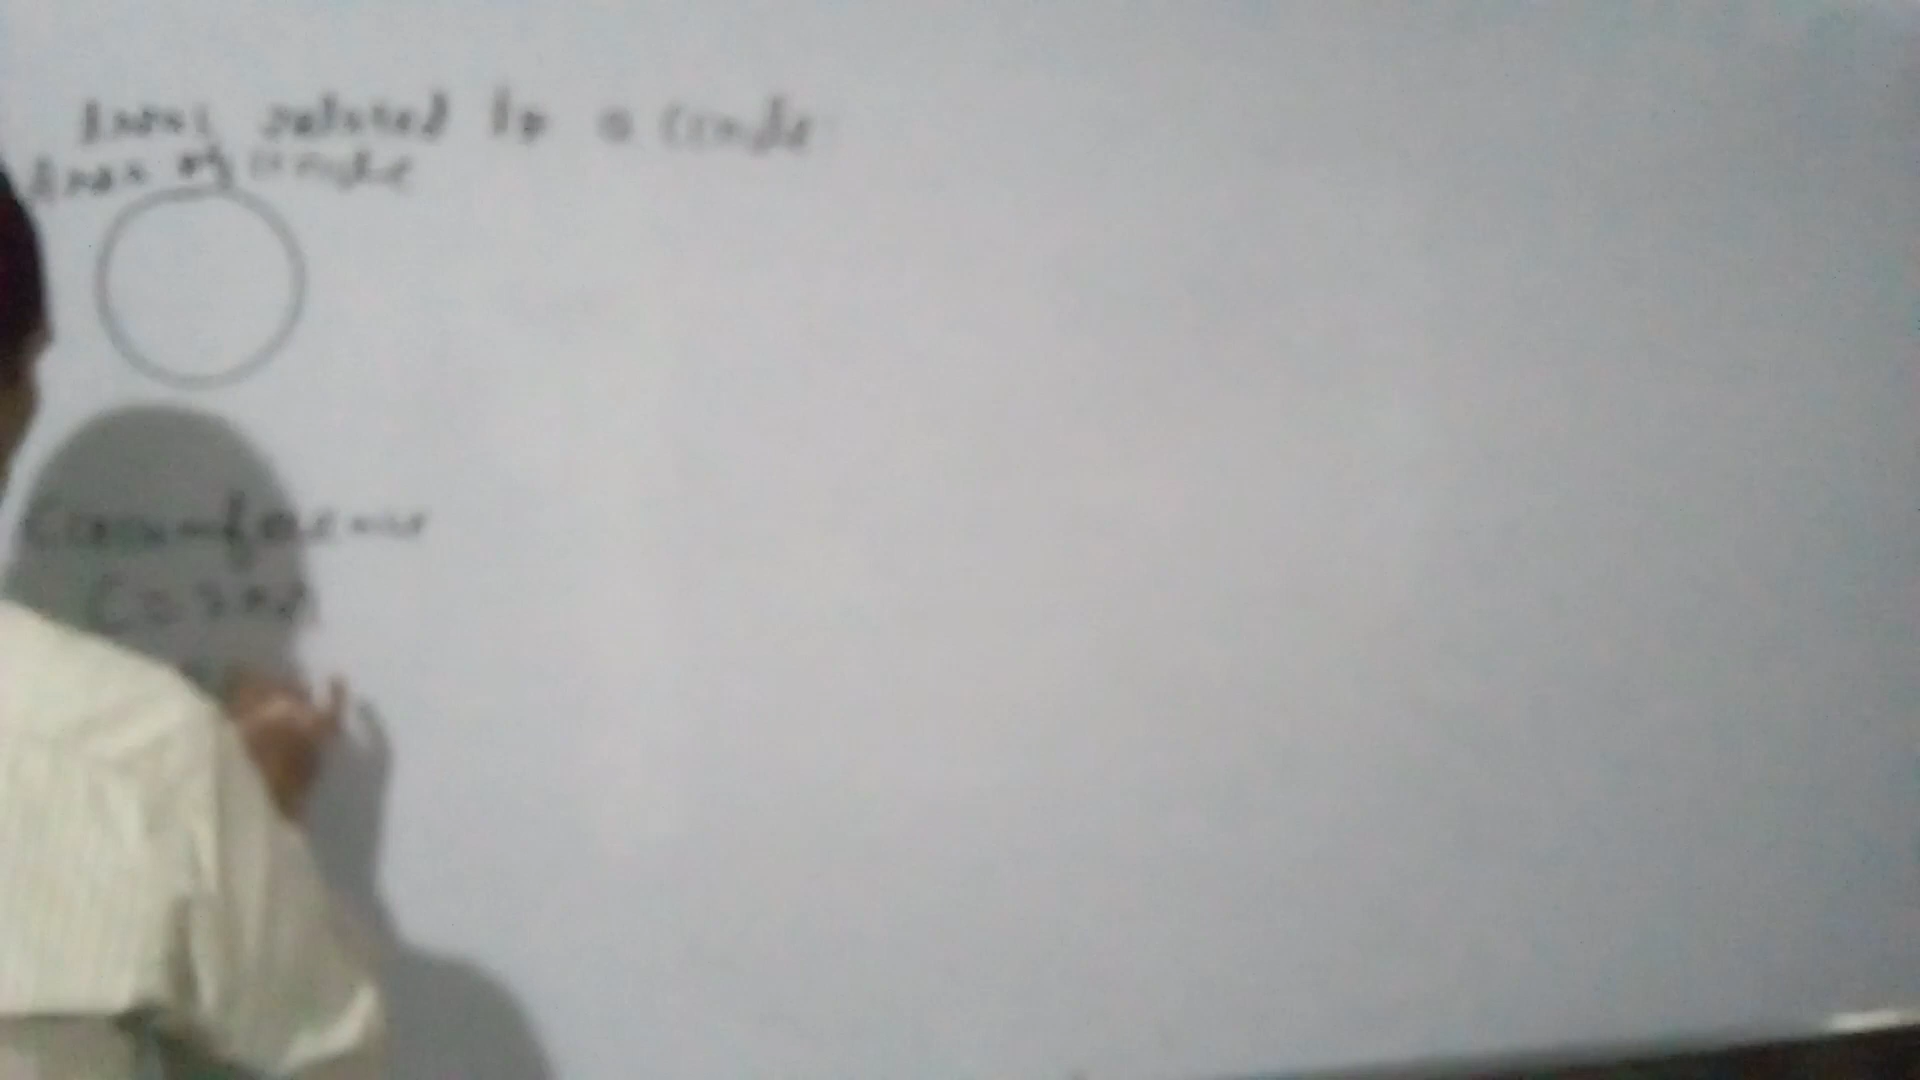 Areas related to a Circle
Area of circle
Circumference
C = 2πr